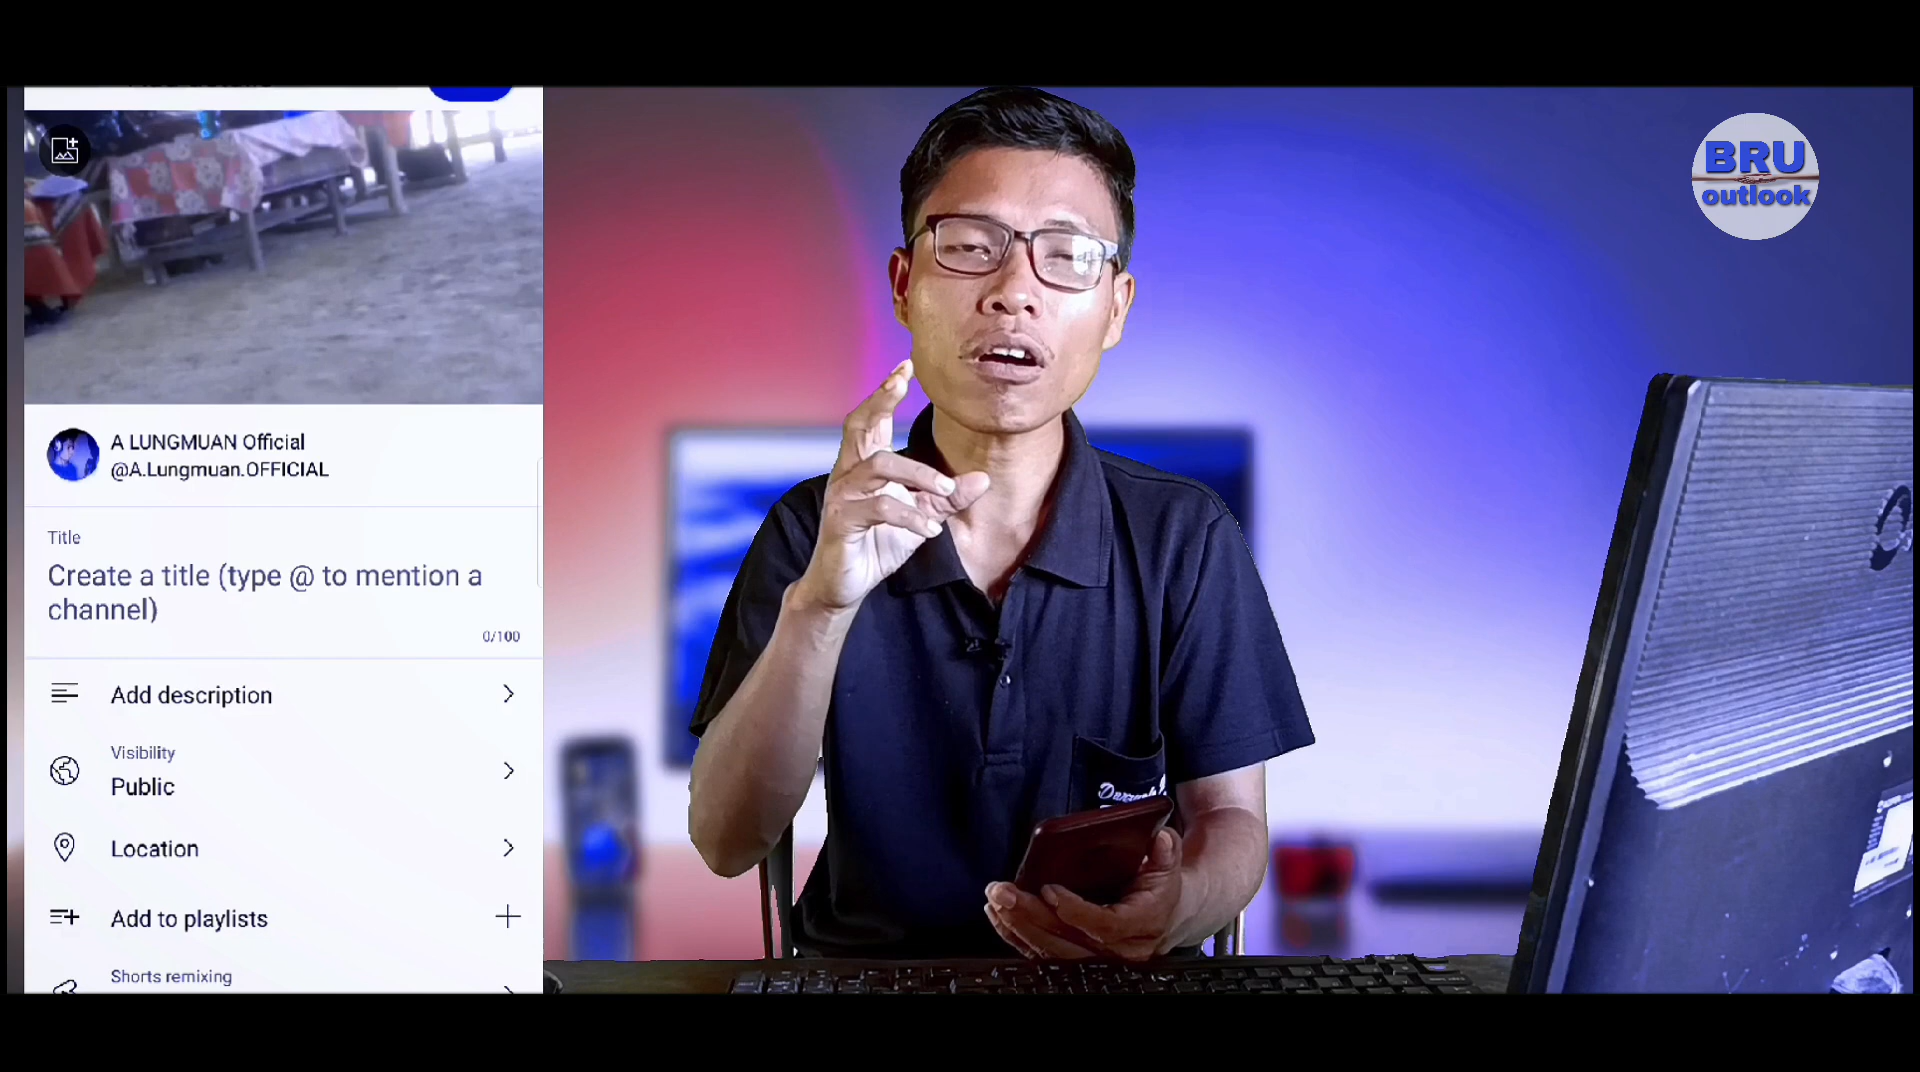 A LUNGMUAN Official
@A.Lungmuan.OFFICIAL
Title
Create a title (type @ to mention a
channel)
0/100
Add description
Visibility
Public
Location
Add to playlists
Shorts remixing
BRU
outlook